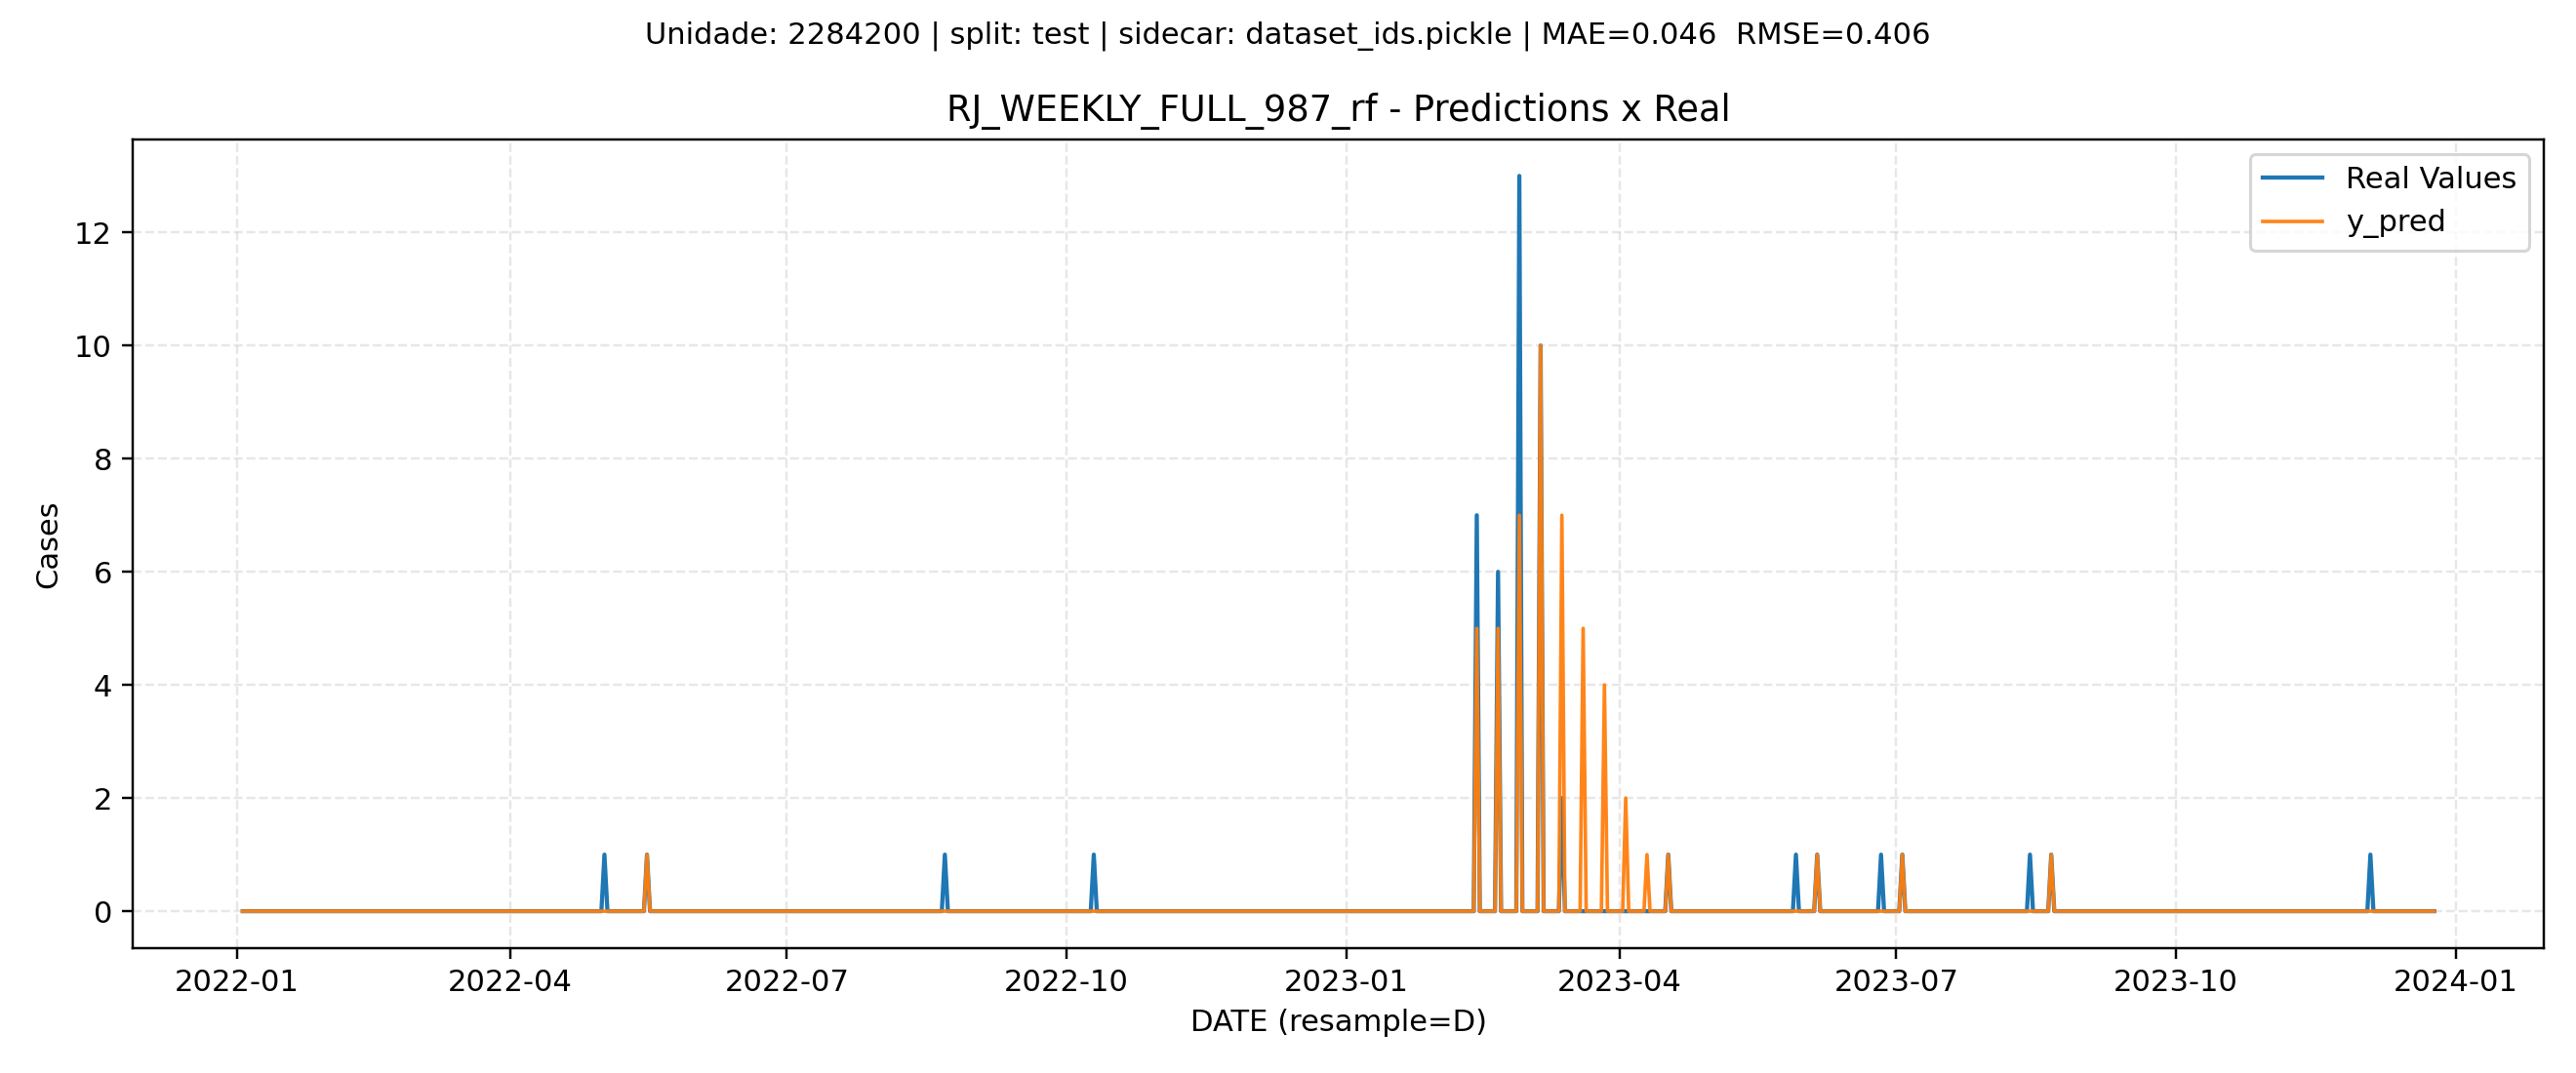 Unidade: 2284200 | split: test | sidecar: dataset_ids.pickle | MAE=0.046  RMSE=0.406
RJ_WEEKLY_FULL_987_rf - Predictions x Real
Real Values
y_pred
Cases
12
10
8
6
4
2
0
2022-01
2022-04
2022-07
2022-10
2023-01
2023-04
2023-07
2023-10
2024-01
DATE (resample=D)